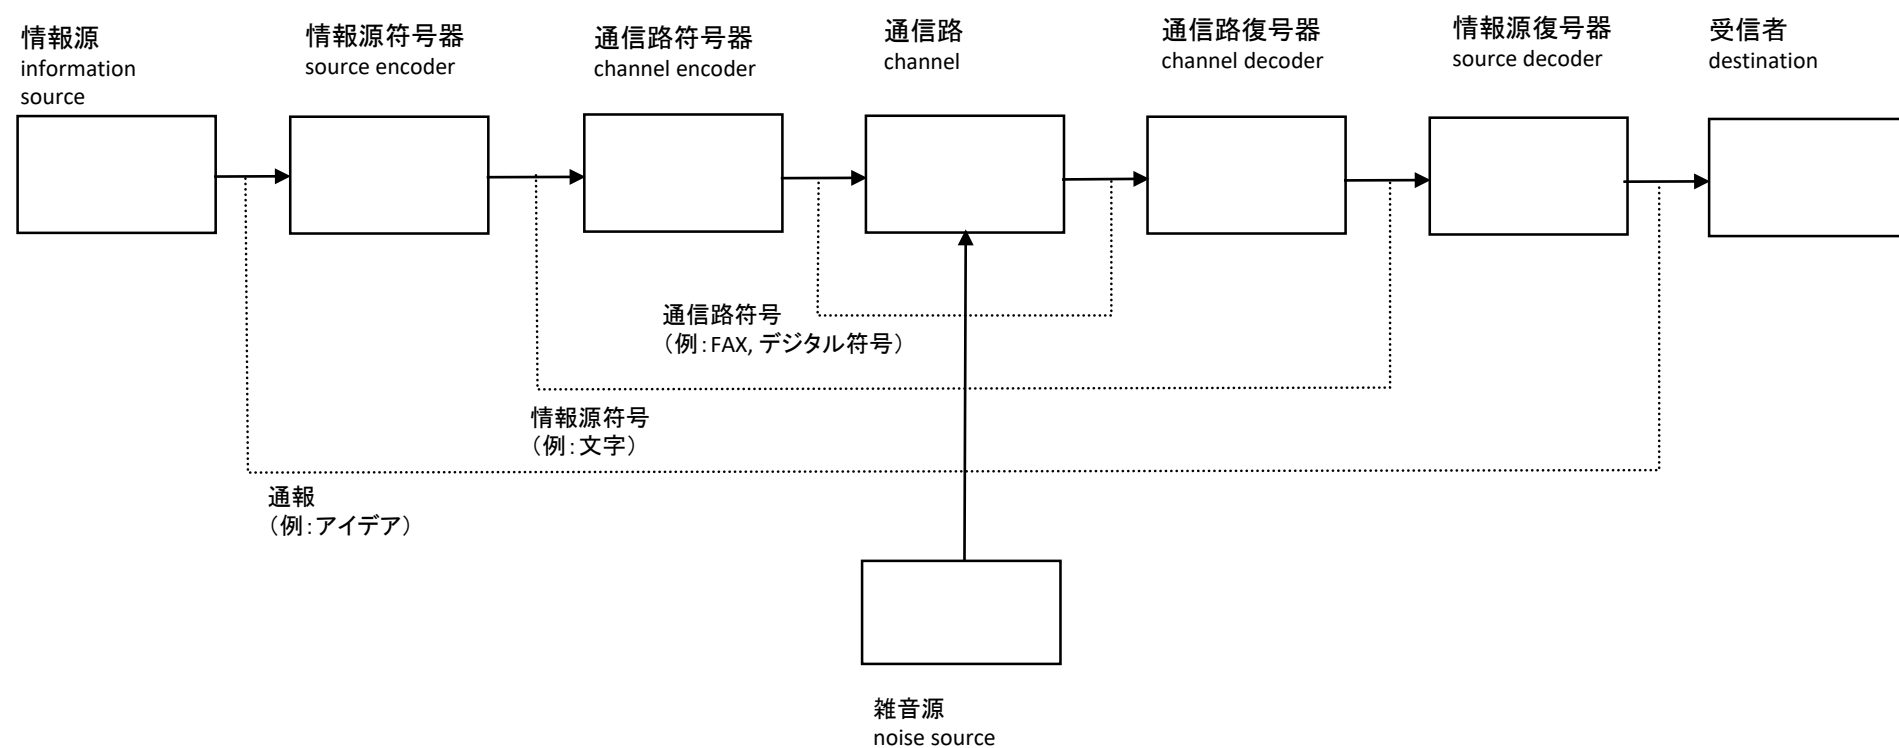 情報源
information
source
情報源符号器
source encoder
通信路符号器
channel encoder
通信路
channel
通信路復号器
channel decoder
情報源復号器
source decoder
受信者
destination
通信路符号
（例：FAX, デジタル符号）
情報源符号
（例：文字）
通報
（例：アイデア）
雑音源
noise source